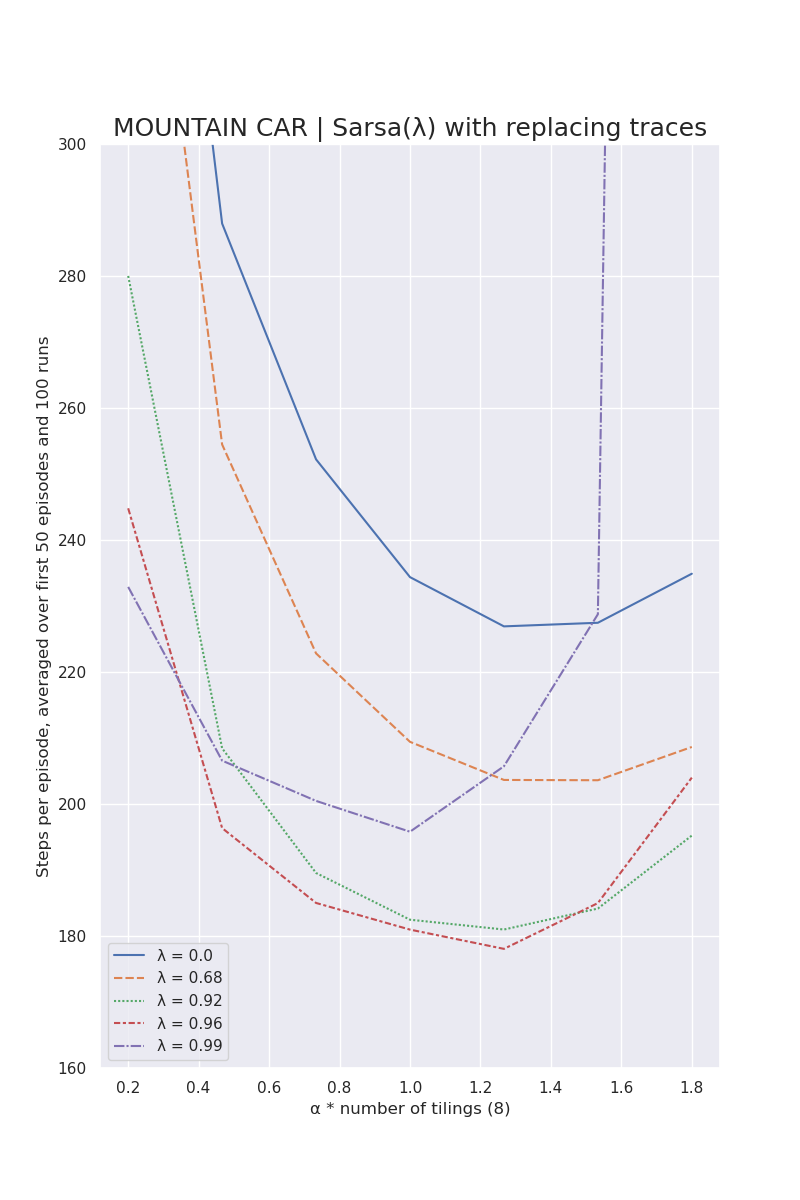 MOUNTAIN CAR | Sarsa(λ) with replacing traces
300
280
260
240
220
200
180
160
Steps per episode, averaged over first 50 episodes and 100 runs
λ = 0.0
λ = 0.68
λ = 0.92
λ = 0.96
λ = 0.99
0.2 0.4 0.6 0.8 1.0 1.2 1.4 1.6 1.8
α * number of tilings (8)